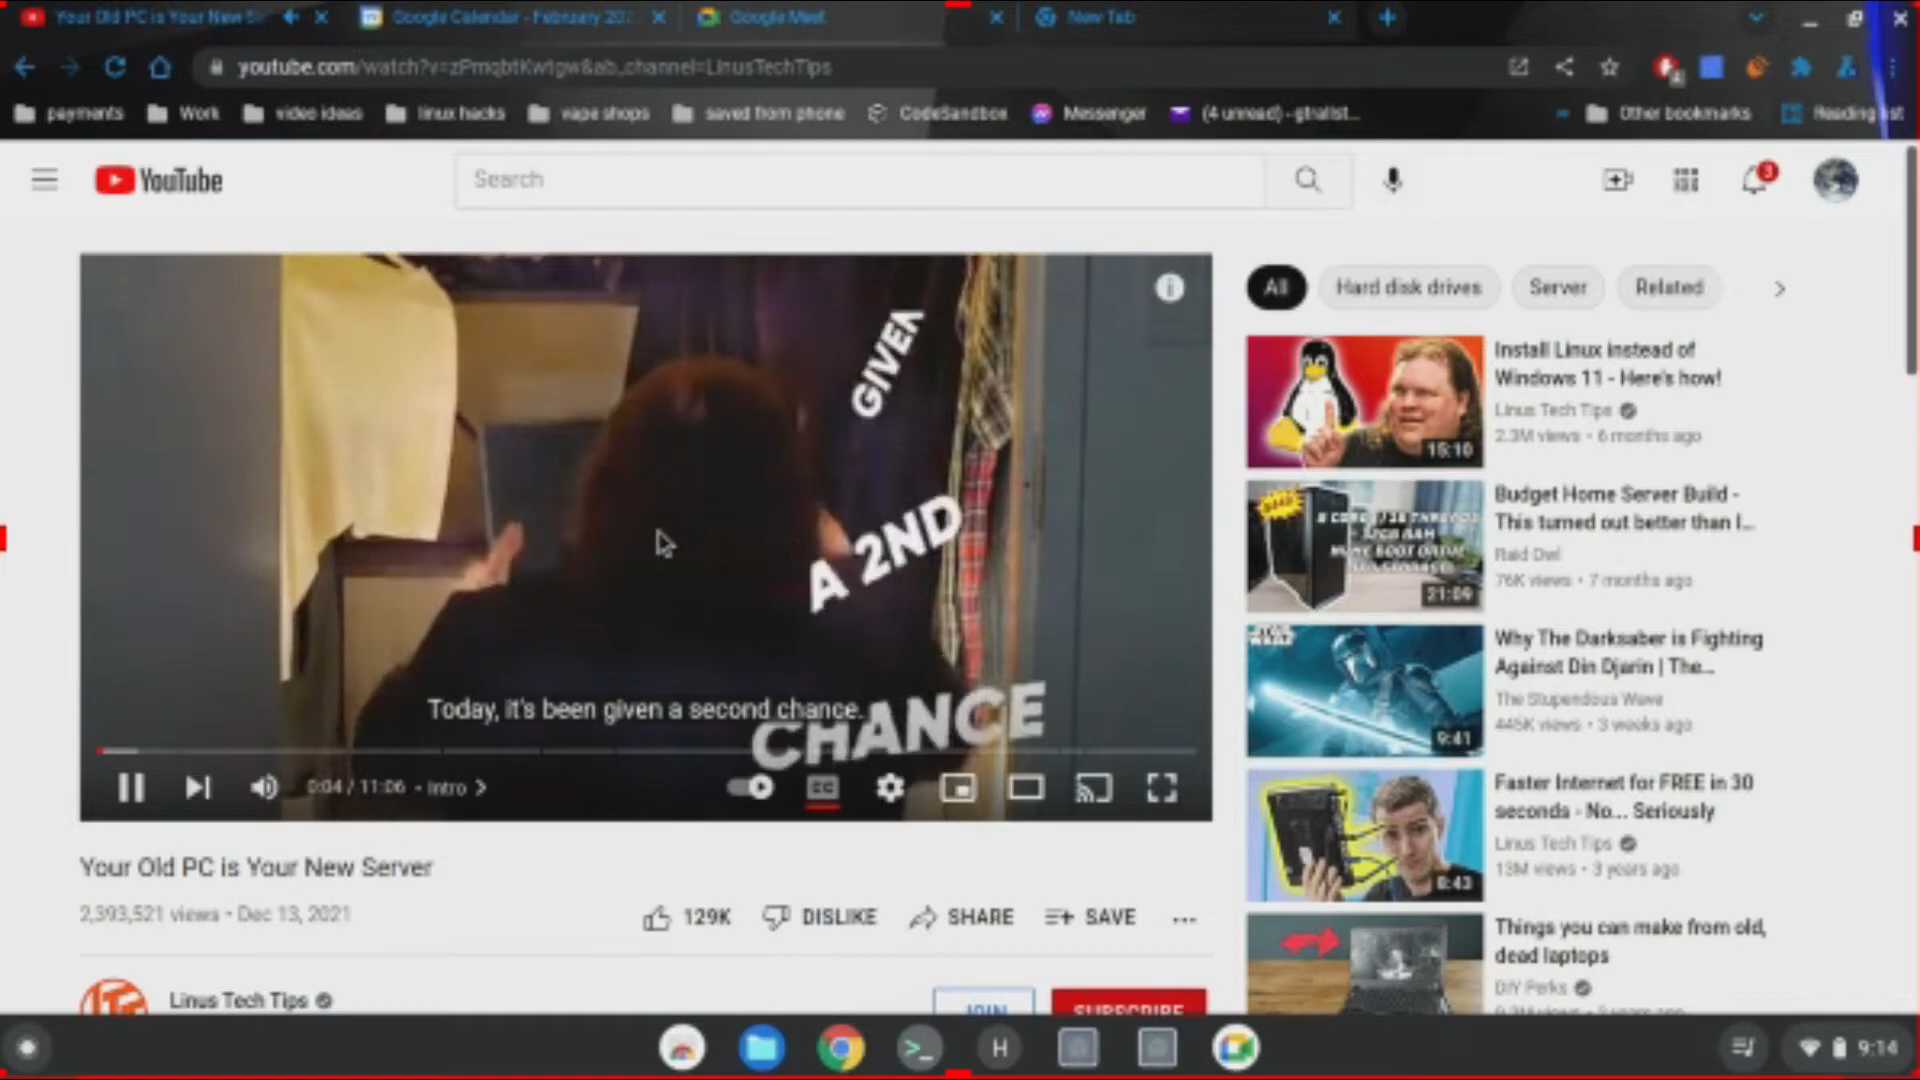 Your Old PC is Your New Se
Google Calendar - February 202
Google Meet
New Tab
youtube.com/watch?v=zPmqbtKwtgw&ab_channel=LinusTechTips
payments
Work
video ideas
linux hacks
vape shops
saved from phone
CodeSandbox
Messenger
(4 unread) - gtrallst...
Other bookmarks
Reading list
YouTube
Search
3
GIVEN
A 2ND
CHANCE
Today, it's been given a second chance.
0:04 / 11:06 • Intro
CC
Your Old PC is Your New Server
2,393,521 views • Dec 13, 2021
129K
DISLIKE
SHARE
SAVE
Linus Tech Tips
JOIN
SUBSCRIBE
All
Hard disk drives
Server
Related
Install Linux instead of
Windows 11 - Here's how!
Linus Tech Tips
2.3M views • 6 months ago
15:10
Budget Home Server Build -
This turned out better than I...
Raid Owl
76K views • 7 months ago
21:09
STAR WARS
Why The Darksaber is Fighting
Against Din Djarin | The...
The Stupendous Wave
445K views • 3 weeks ago
9:41
Faster Internet for FREE in 30
seconds - No... Seriously
Linus Tech Tips
13M views • 3 years ago
8:43
Things you can make from old,
dead laptops
DIY Perks
H
9:14